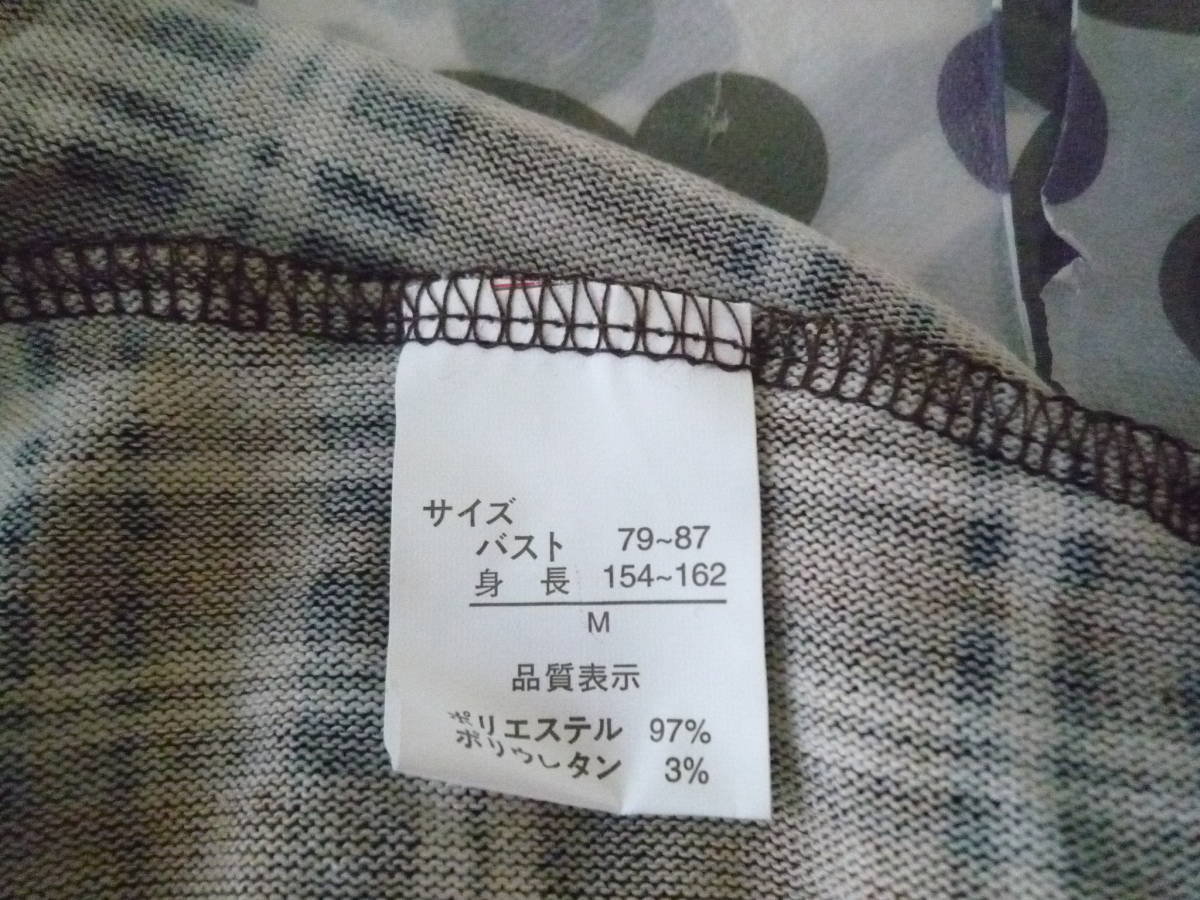 サイズ
バスト 79~87
身 長 154~162
M
品質表示
ポリエステル 97%
ポリウレタン 3%